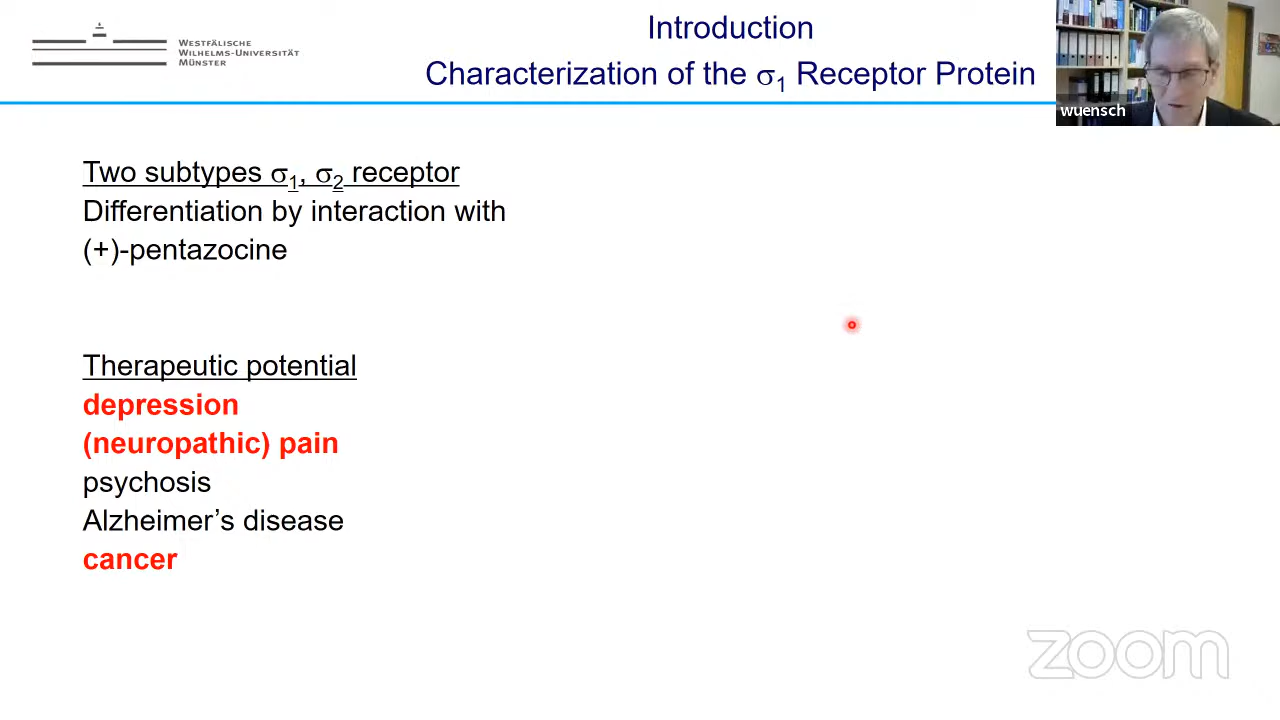 WESTFÄLISCHE
WILHELMS-UNIVERSITÄT
MÜNSTER
Introduction
Characterization of the σ1 Receptor Protein
wuensch
Two subtypes σ1, σ2 receptor
Differentiation by interaction with
(+)-pentazocine
Therapeutic potential
depression
(neuropathic) pain
psychosis
Alzheimer’s disease
cancer
zoom